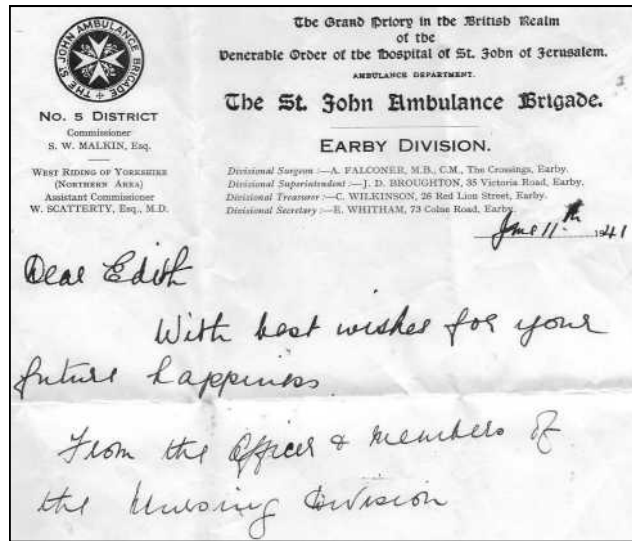 THE ST JOHN AMBULANCE BRIGADE
The Grand Priory in the British Realm
of the
Venerable Order of the Hospital of St. John of Jerusalem.
AMBULANCE DEPARTMENT.
The St. John Ambulance Brigade.
EARBY DIVISION.
No. 5 DISTRICT
Commissioner
S. W. MALKIN, Esq.
WEST RIDING OF YORKSHIRE
(NORTHERN AREA)
Assistant Commissioner
W. SCATTERTY, Esq., M.D.
Divisional Surgeon :—A. FALCONER, M.B., C.M., The Crossings, Earby.
Divisional Superintendent :—J. D. BROUGHTON, 35 Victoria Road, Earby.
Divisional Treasurer :—C. WILKINSON, 26 Red Lion Street, Earby.
Divisional Secretary :—E. WHITHAM, 73 Colne Road, Earby.
June 11th 1941
Dear Edith
With best wishes for your
future happiness
From the Officer & Members of
the Nursing Division